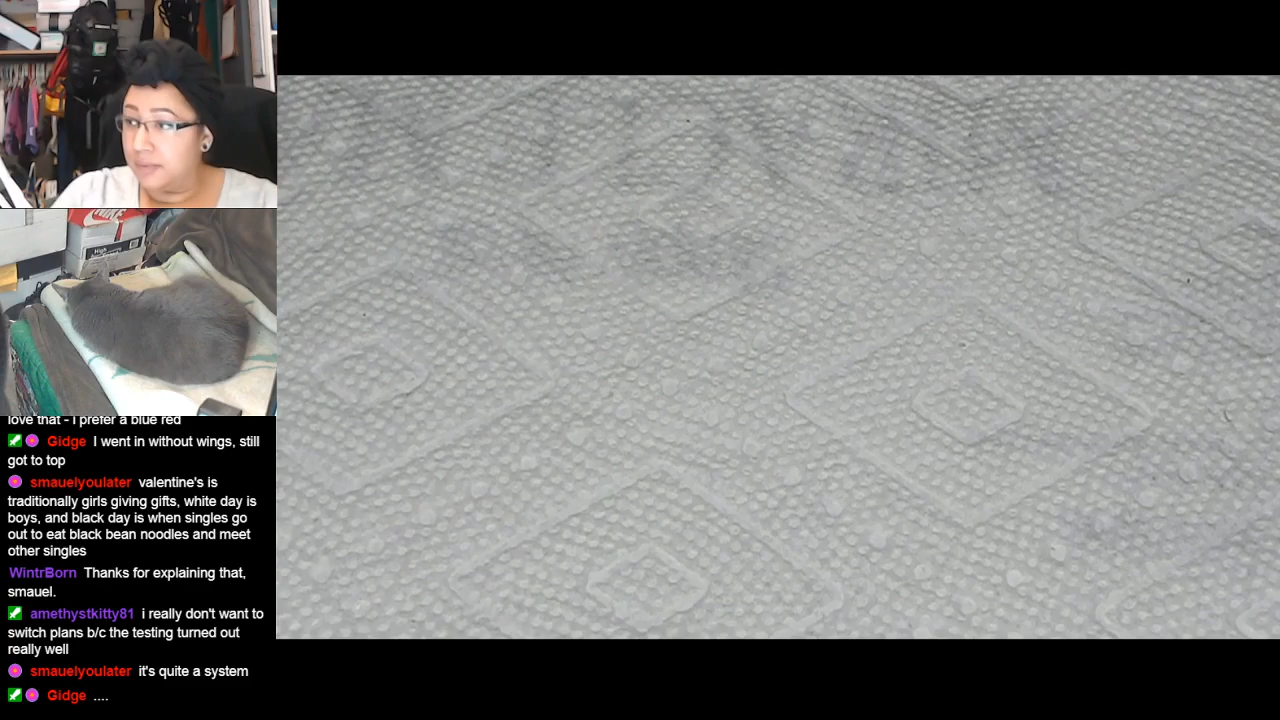 High
love that - I prefer a blue red
Gidge I went in without wings, still
got to top
smauelyoulater valentine's is
traditionally girls giving gifts, white day is
boys, and black day is when singles go
out to eat black bean noodles and meet
other singles
WintrBorn Thanks for explaining that,
smauel.
amethystkitty81 i really don't want to
switch plans b/c the testing turned out
really well
smauelyoulater it's quite a system
Gidge ....